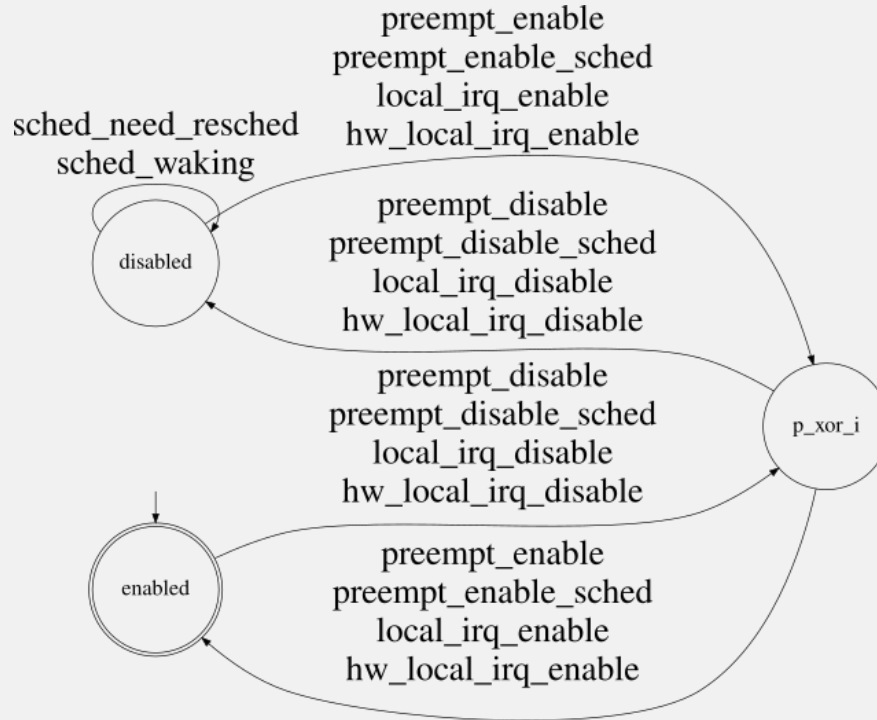 preempt_enable
preempt_enable_sched
local_irq_enable
hw_local_irq_enable
sched_need_resched
sched_waking
disabled
preempt_disable
preempt_disable_sched
local_irq_disable
hw_local_irq_disable
preempt_disable
preempt_disable_sched
local_irq_disable
hw_local_irq_disable
p_xor_i
enabled
preempt_enable
preempt_enable_sched
local_irq_enable
hw_local_irq_enable